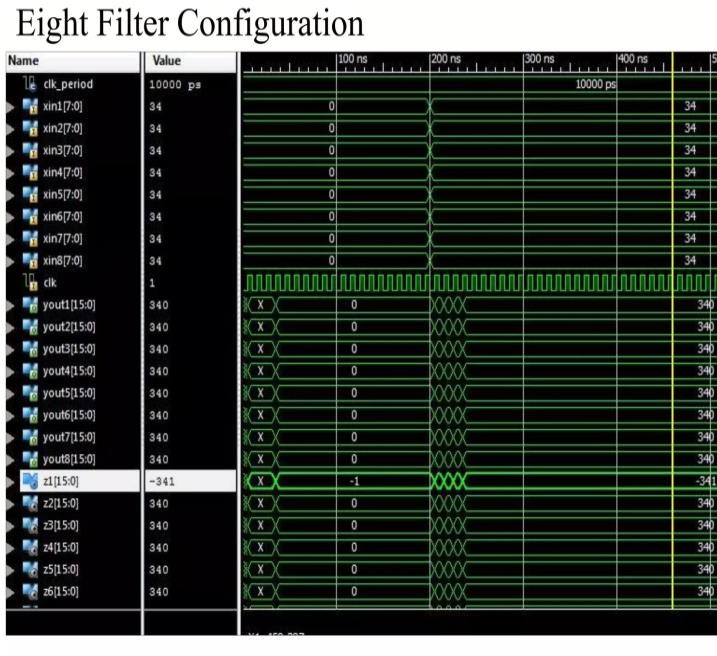 Eight Filter Configuration
Name Value 100 ns 200 ns 300 ns 400 ns 5
clk_period 10000 ps 10000 ps
xin1[7:0] 34 0 34
xin2[7:0] 34 0 34
xin3[7:0] 34 0 34
xin4[7:0] 34 0 34
xin5[7:0] 34 0 34
xin6[7:0] 34 0 34
xin7[7:0] 34 0 34
xin8[7:0] 34 0 34
clk 1
yout1[15:0] 340 X 0 340
yout2[15:0] 340 X 0 340
yout3[15:0] 340 X 0 340
yout4[15:0] 340 X 0 340
yout5[15:0] 340 X 0 340
yout6[15:0] 340 X 0 340
yout7[15:0] 340 X 0 340
yout8[15:0] 340 X 0 340
z1[15:0] -341 X -1 -341
z2[15:0] 340 X 0 340
z3[15:0] 340 X 0 340
z4[15:0] 340 X 0 340
z5[15:0] 340 X 0 340
z6[15:0] 340 X 0 340